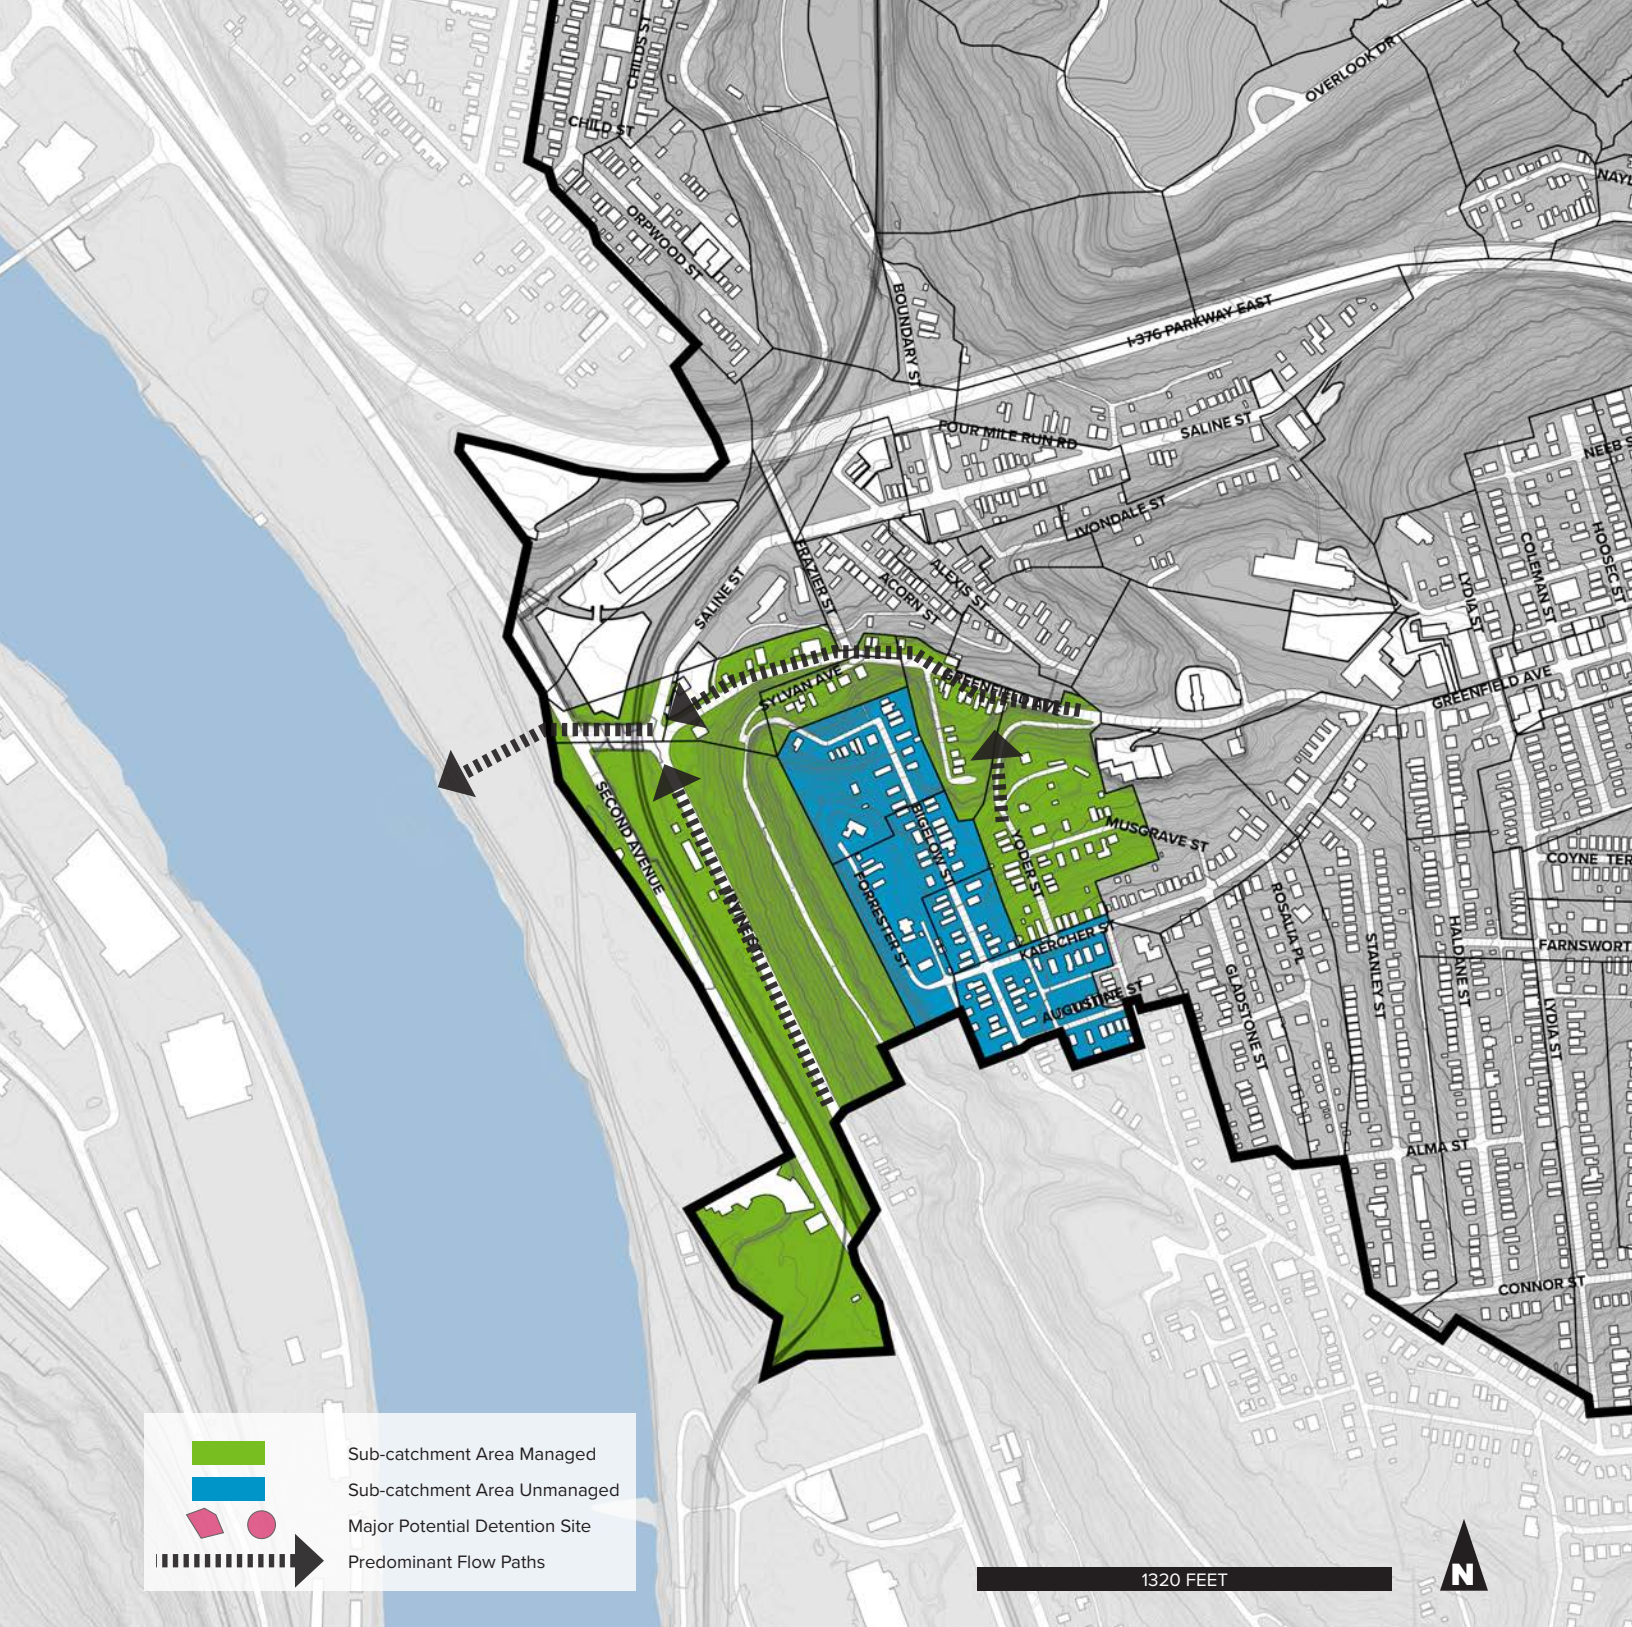 CHILDS ST
OVERLOOK DR
CHILD ST
ORPWOOD ST
BOUNDARY ST
I-376 PARKWAY EAST
FOUR MILE RUN RD
SALINE ST
NEEB S
IVONDALE ST
FRAZIER ST
ALEXIS ST
ACORN ST
SALINE ST
LYDIA ST
COLEMAN ST
HOOSEC ST
SYLVAN AVE
GREENFIELD AVE
GREENFIELD AVE
SECOND AVENUE
BIGELOW ST
YODER ST
MUSGRAVE ST
COYNE TER
FORRESTER ST
KAERCHER ST
AUGUSTINE ST
ROSALIA PL
GLADSTONE ST
STANLEY ST
HALDANE ST
FARNSWORT
LYDIA ST
ALMA ST
CONNOR ST
Sub-catchment Area Managed
Sub-catchment Area Unmanaged
Major Potential Detention Site
Predominant Flow Paths
1320 FEET
N